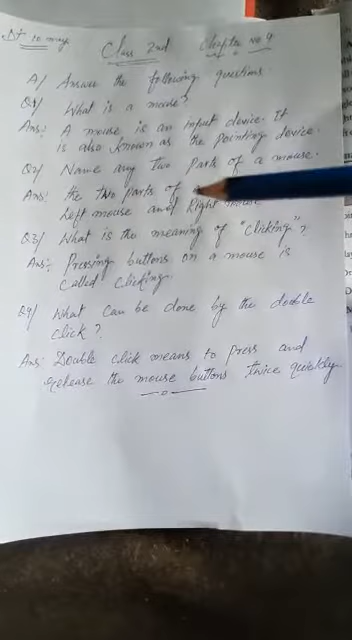 Dt 10 may
Class 2nd Chapter No 9
A/ Answer the following questions
Q1/ What is a mouse?
Ans: A mouse is an input device. It
is also known as the pointing device.
Q2/ Name any Two Parts of a mouse.
Ans: the two parts of
Left mouse and Right mouse
Q3/ What is the meaning of "clicking"?
Ans:- Pressing buttons on a mouse is
called clicking.
Q4/ What can be done by the double
click?
Ans: Double click means to press and
release the mouse buttons twice quickly.